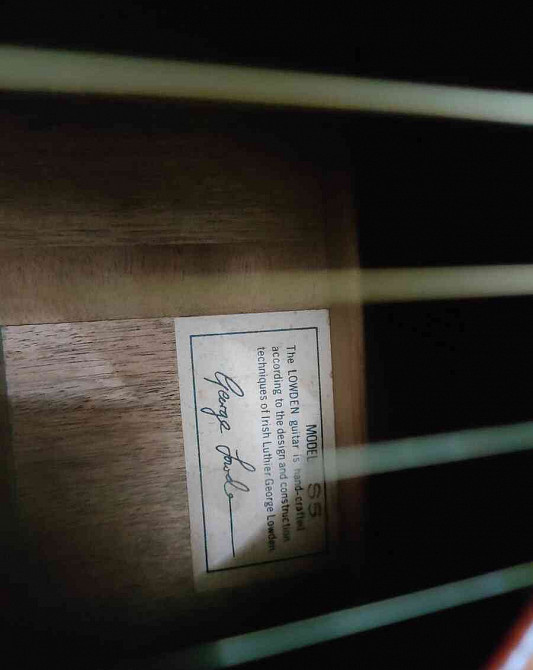 MODEL S5
The LOWDEN guitar is hand-crafted
according to the design and construction
techniques of Irish Luthier George Lowden
George Lowden